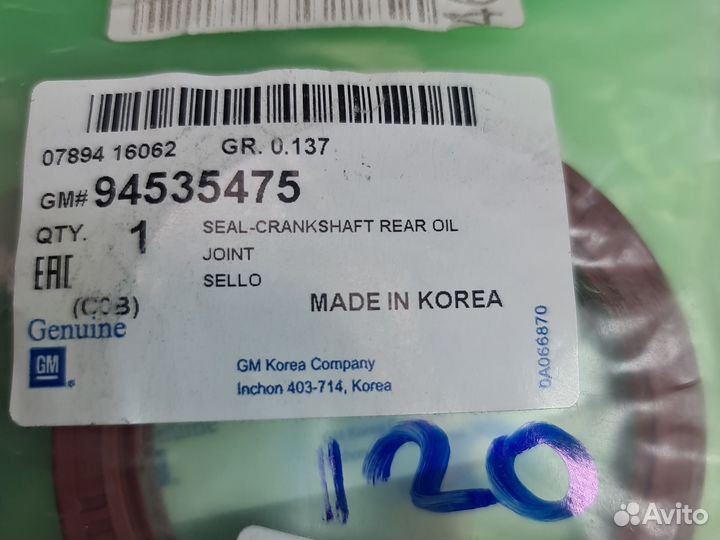 07894 16062 GR. 0.137
GM# 94535475
QTY. 1 SEAL-CRANKSHAFT REAR OIL
JOINT
SELLO
EAC
(C0B) MADE IN KOREA
Genuine
GM
GM Korea Company
Inchon 403-714, Korea
0A066870
120
Avito